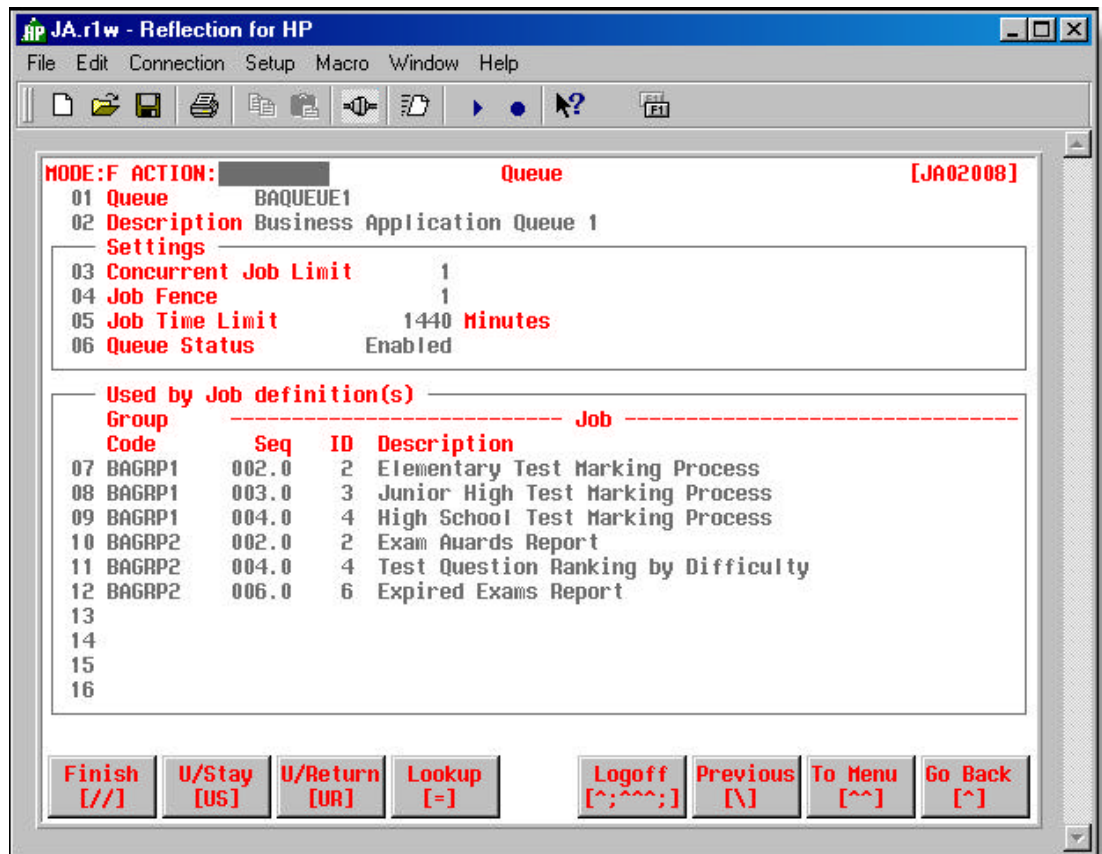 JA.r1w - Reflection for HP
File Edit Connection Setup Macro Window Help
MODE:F ACTION: Queue [JA02008]
01 Queue BAQUEUE1
02 Description Business Application Queue 1
Settings
03 Concurrent Job Limit 1
04 Job Fence 1
05 Job Time Limit 1440 Minutes
06 Queue Status Enabled
Used by Job definition(s)
Group ---------------------------- Job ---------------------------------
Code Seq ID Description
07 BAGRP1 002.0 2 Elementary Test Marking Process
08 BAGRP1 003.0 3 Junior High Test Marking Process
09 BAGRP1 004.0 4 High School Test Marking Process
10 BAGRP2 002.0 2 Exam Awards Report
11 BAGRP2 004.0 4 Test Question Ranking by Difficulty
12 BAGRP2 006.0 6 Expired Exams Report
13
14
15
16
Finish U/Stay U/Return Lookup Logoff Previous To Menu Go Back
[//] [US] [UR] [=] [^;^^^;] [\] [^^] [^]